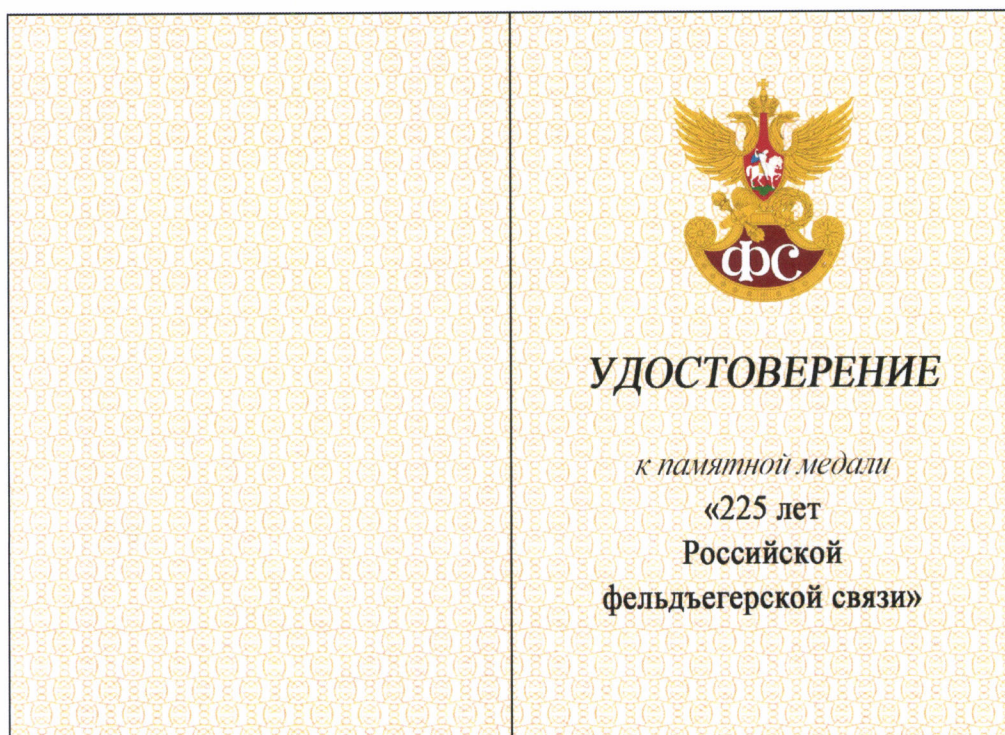 ФС
УДОСТОВЕРЕНИЕ
к памятной медали
«225 лет
Российской
фельдъегерской связи»